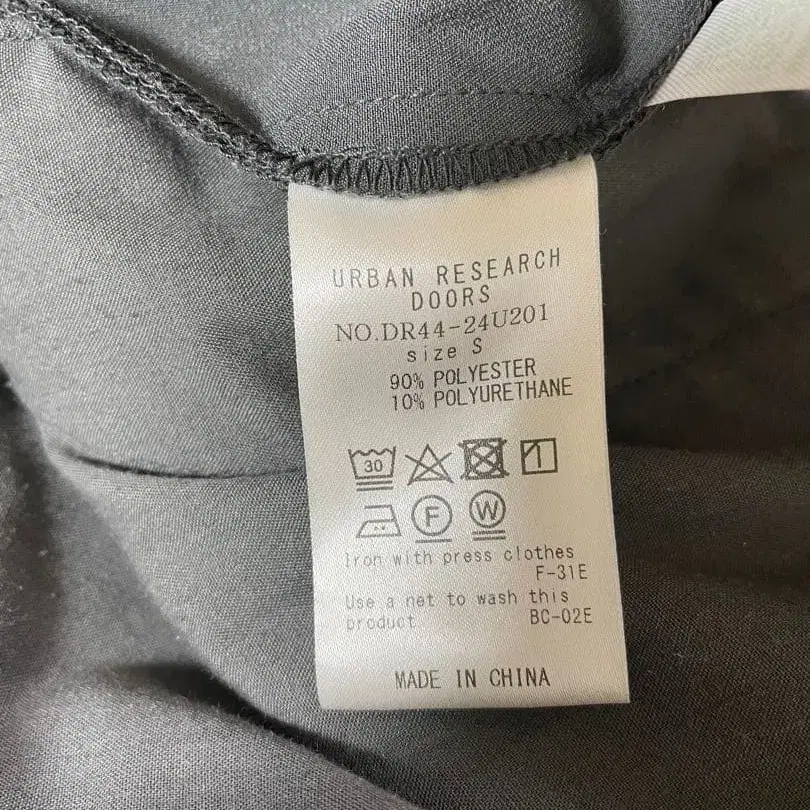 URBAN RESEARCH
DOORS
NO.DR44-24U201
size S
90% POLYESTER
10% POLYURETHANE
30
F W
Iron with press clothes
F-31E
Use a net to wash this
product
BC-02E
MADE IN CHINA